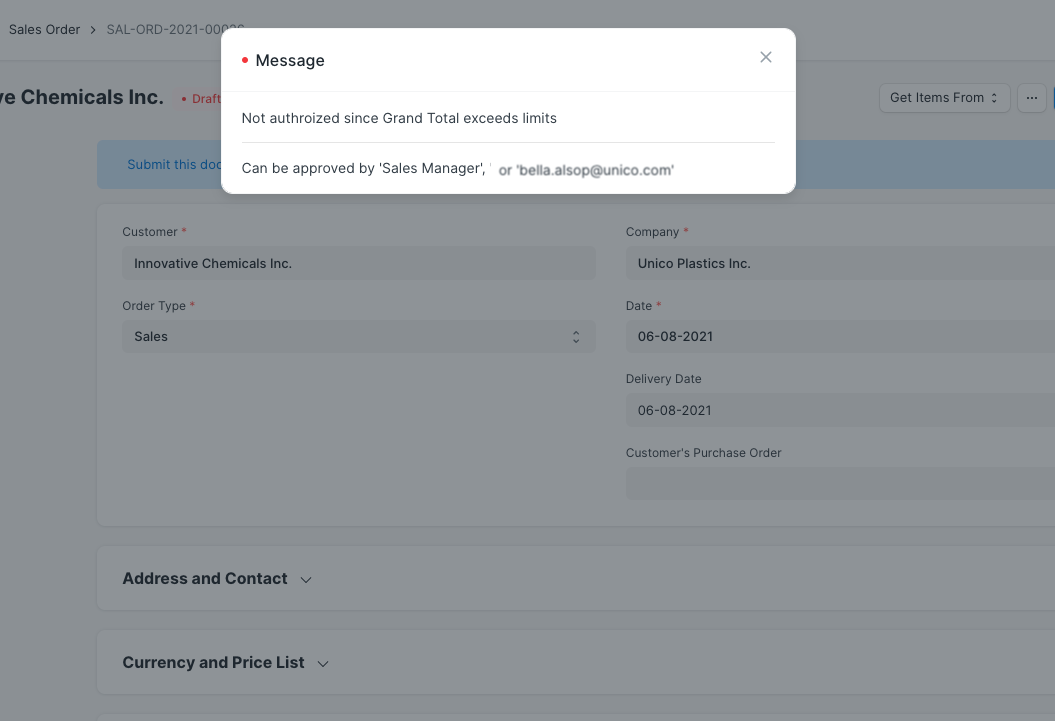 Sales Order > SAL-ORD-2021-00026
Message
ve Chemicals Inc.
• Draft
Get Items From
...
Not authroized since Grand Total exceeds limits
Submit this doc
Can be approved by 'Sales Manager', ' or 'bella.alsop@unico.com'
Customer *
Company *
Innovative Chemicals Inc.
Unico Plastics Inc.
Order Type *
Date *
Sales
06-08-2021
Delivery Date
06-08-2021
Customer's Purchase Order
Address and Contact
Currency and Price List